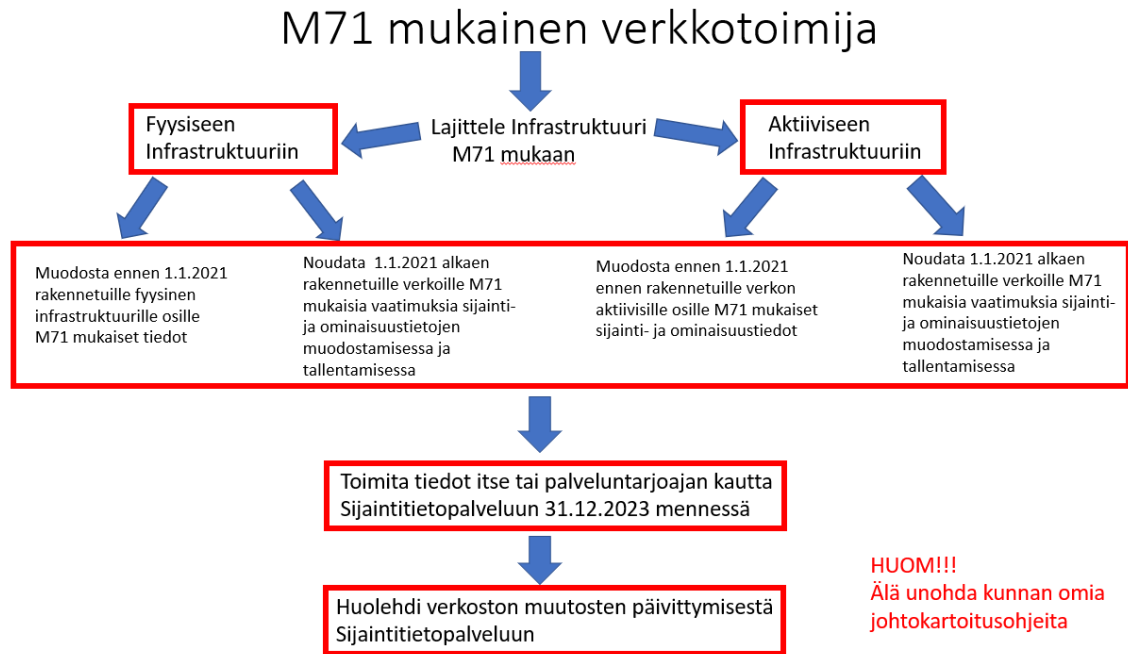 M71 mukainen verkkotoimija
Fyysiseen
Infrastruktuuriin
Lajittele Infrastruktuuri
M71 mukaan
Aktiiviseen
Infrastruktuuriin
Muodosta ennen 1.1.2021
rakennetuille fyysinen
infrastruktuurille osille
M71 mukaiset tiedot
Noudata 1.1.2021 alkaen
rakennetuille verkoille M71
mukaisia vaatimuksia sijainti-
ja ominaisuustietojen
muodostamisessa ja
tallentamisessa
Muodosta ennen 1.1.2021
ennen rakennetuille verkon
aktiivisille osille M71 mukaiset
sijainti- ja ominaisuustiedot
Noudata 1.1.2021 alkaen
rakennetuille verkoille M71
mukaisia vaatimuksia sijainti-
ja ominaisuustietojen
muodostamisessa ja
tallentamisessa
Toimita tiedot itse tai palveluntarjoajan kautta
Sijaintitietopalveluun 31.12.2023 mennessä
Huolehdi verkoston muutosten päivittymisestä
Sijaintitietopalveluun
HUOM!!!
Älä unohda kunnan omia
johtokartoitusohjeita